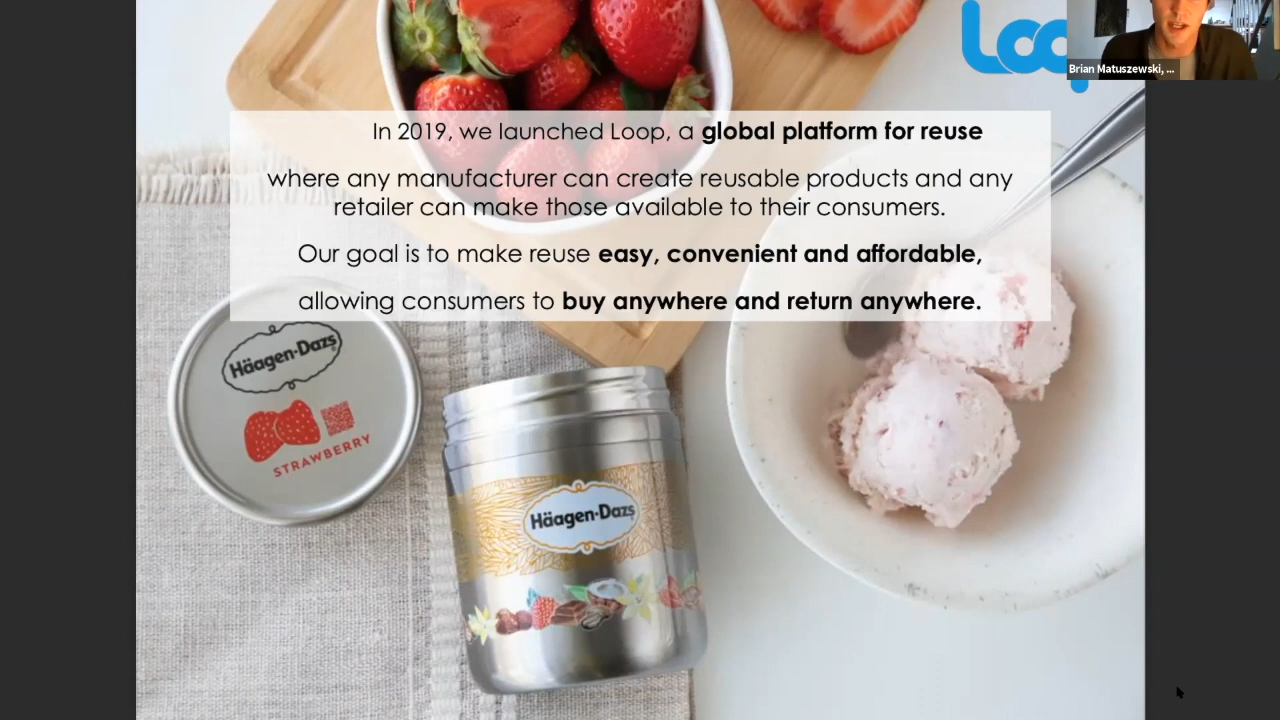 Loop
Brian Matuszewski, ...
In 2019, we launched Loop, a global platform for reuse
where any manufacturer can create reusable products and any
retailer can make those available to their consumers.
Our goal is to make reuse easy, convenient and affordable,
allowing consumers to buy anywhere and return anywhere.
Häagen-Dazs
STRAWBERRY
Häagen-Dazs